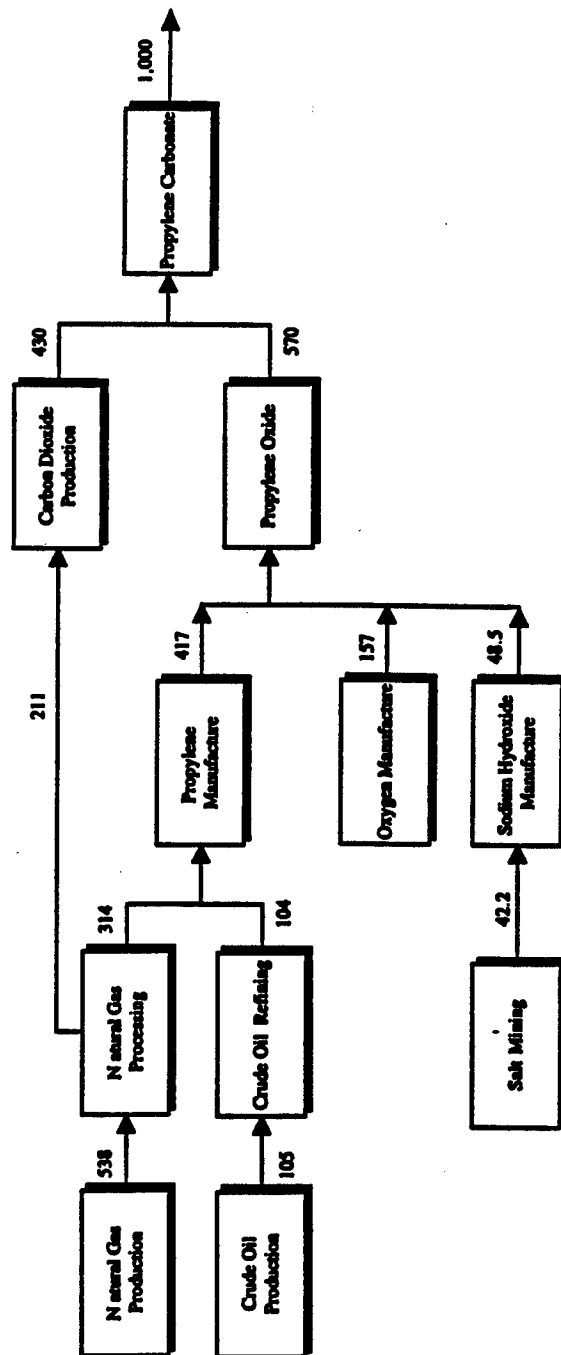 Natural Gas
Production
538
Natural Gas
Processing
211
314
Crude Oil
Production
105
Crude Oil Refining
104
Propylene
Manufacture
417
Oxygen Manufacture
157
Salt Mining
42.2
Sodium Hydroxide
Manufacture
48.5
Carbon Dioxide
Production
430
Propylene Oxide
570
Propylene Carbonate
1,000